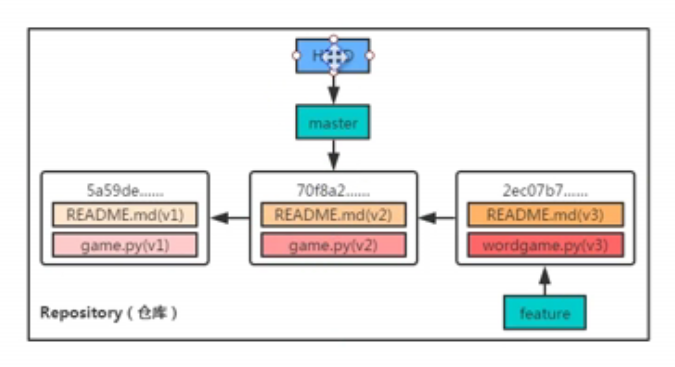 master
5a59de......
README.md(v1)
game.py(v1)
70f8a2......
README.md(v2)
game.py(v2)
2ec07b7......
README.md(v3)
wordgame.py(v3)
Repository ( 仓库 )
feature